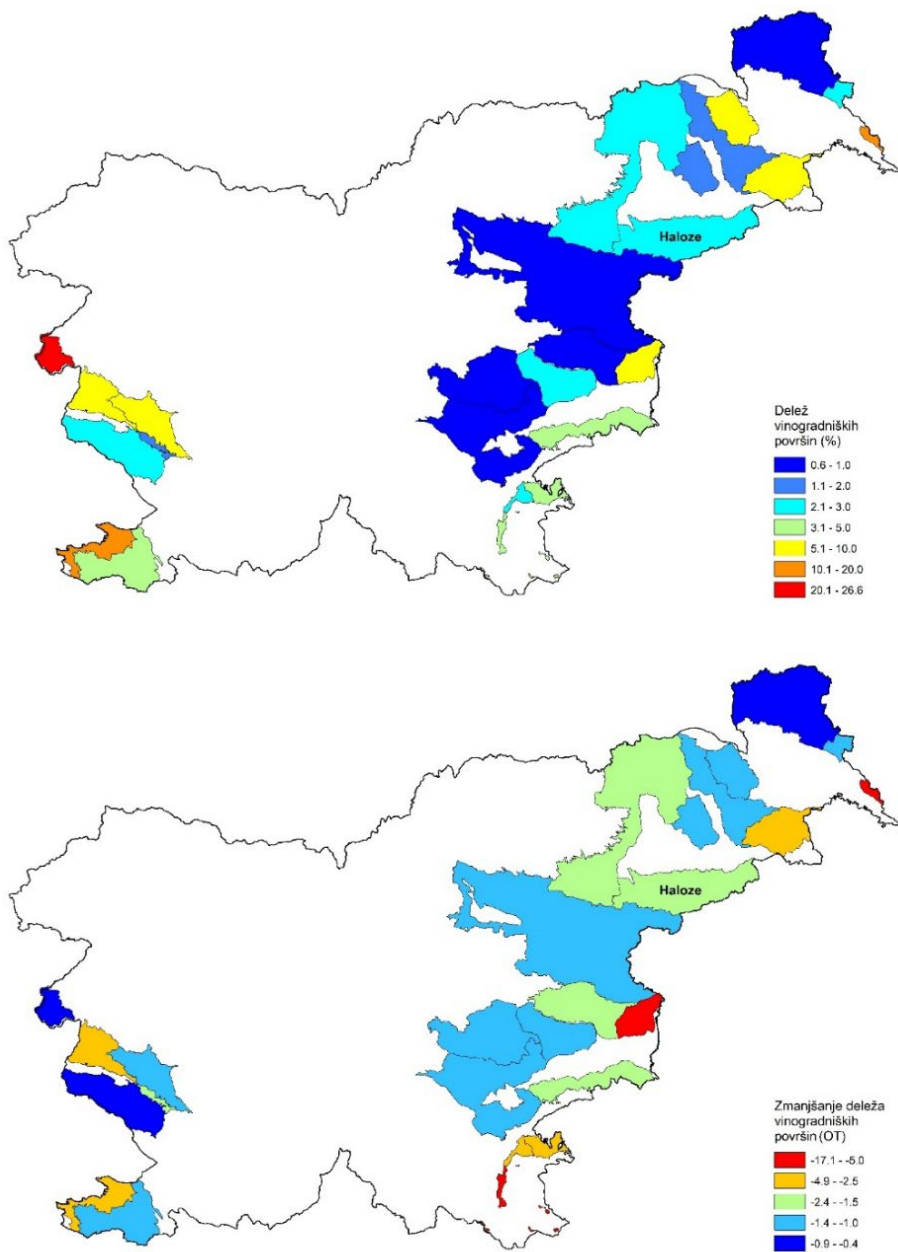 Haloze
Delež
vinogradniških
površin (%)
0.6 - 1.0
1.1 - 2.0
2.1 - 3.0
3.1 - 5.0
5.1 - 10.0
10.1 - 20.0
20.1 - 26.6
Haloze
Zmanjšanje deleža
vinogradniških
površin (OT)
-17.1 - -5.0
-4.9 - -2.5
-2.4 - -1.5
-1.4 - -1.0
-0.9 - -0.4